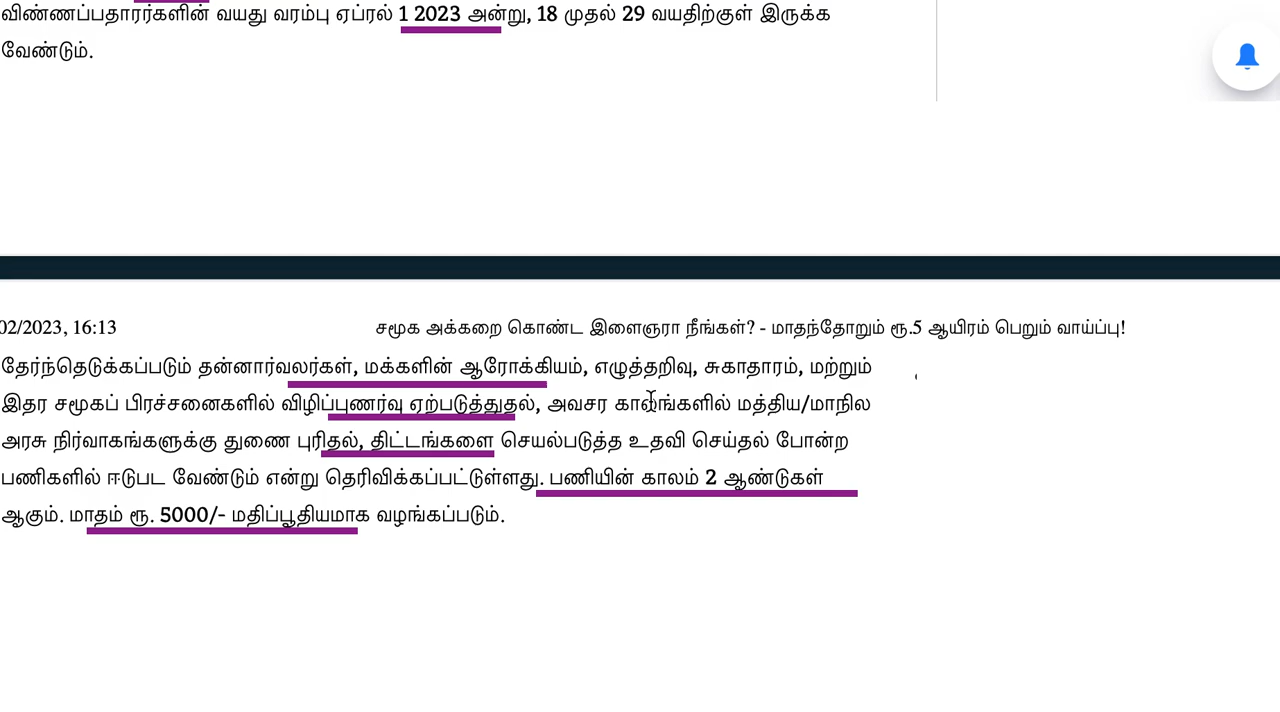 விண்ணப்பதாரர்களின் வயது வரம்பு ஏப்ரல் 1 2023 அன்று, 18 முதல் 29 வயதிற்குள் இருக்க
வேண்டும்.
02/2023, 16:13 சமூக அக்கறை கொண்ட இளைஞரா நீங்கள்? - மாதந்தோறும் ரூ.5 ஆயிரம் பெறும் வாய்ப்பு!
தேர்ந்தெடுக்கப்படும் தன்னார்வலர்கள், மக்களின் ஆரோக்கியம், எழுத்தறிவு, சுகாதாரம், மற்றும்
இதர சமூகப் பிரச்சனைகளில் விழிப்புணர்வு ஏற்படுத்துதல், அவசர காலங்களில் மத்திய/மாநில
அரசு நிர்வாகங்களுக்கு துணை புரிதல், திட்டங்களை செயல்படுத்த உதவி செய்தல் போன்ற
பணிகளில் ஈடுபட வேண்டும் என்று தெரிவிக்கப்பட்டுள்ளது. பணியின் காலம் 2 ஆண்டுகள்
ஆகும். மாதம் ரூ. 5000/- மதிப்பூதியமாக வழங்கப்படும்.